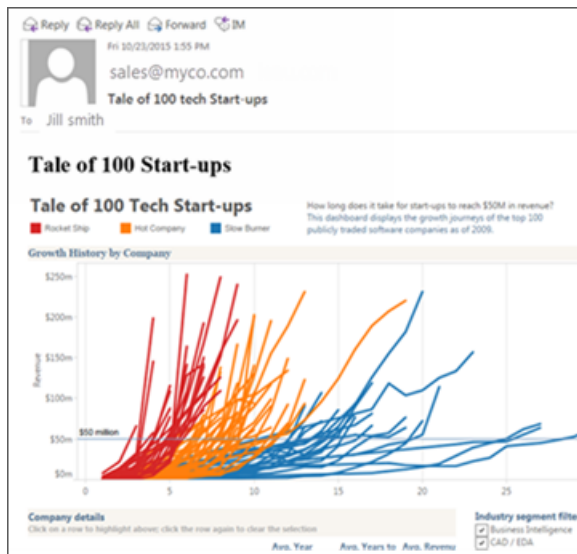 Reply Reply All Forward IM
Fri 10/23/2015 1:55 PM
sales@myco.com
Tale of 100 tech Start-ups
To Jill smith
Tale of 100 Start-ups
Tale of 100 Tech Start-ups
How long does it take for start-ups to reach $50M in revenue?
This dashboard displays the growth journeys of the top 100
publicly traded software companies as of 2009.
Rocket Ship Hot Company Slow Burner
Growth History by Company
$250m
$200m
$150m
$100m
$50 million
$50m
$0m
Revenue
0 5 10 15 20 25
Company details
Click on a row to highlight above; click the row again to clear the selection
Avg. Year Avg. Years to Avg. Revenu
Industry segment filte
Business Intelligence
CAD / EDA